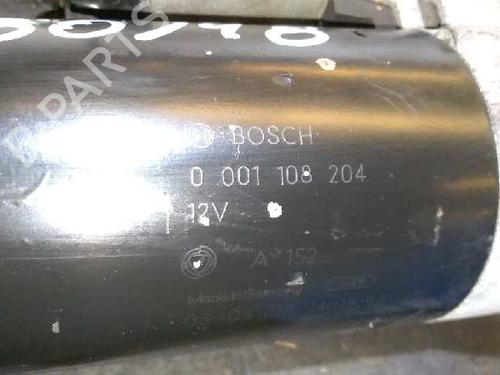 PARTS
BOSCH
0 001 108 204
12V
A 152
Made in Germany